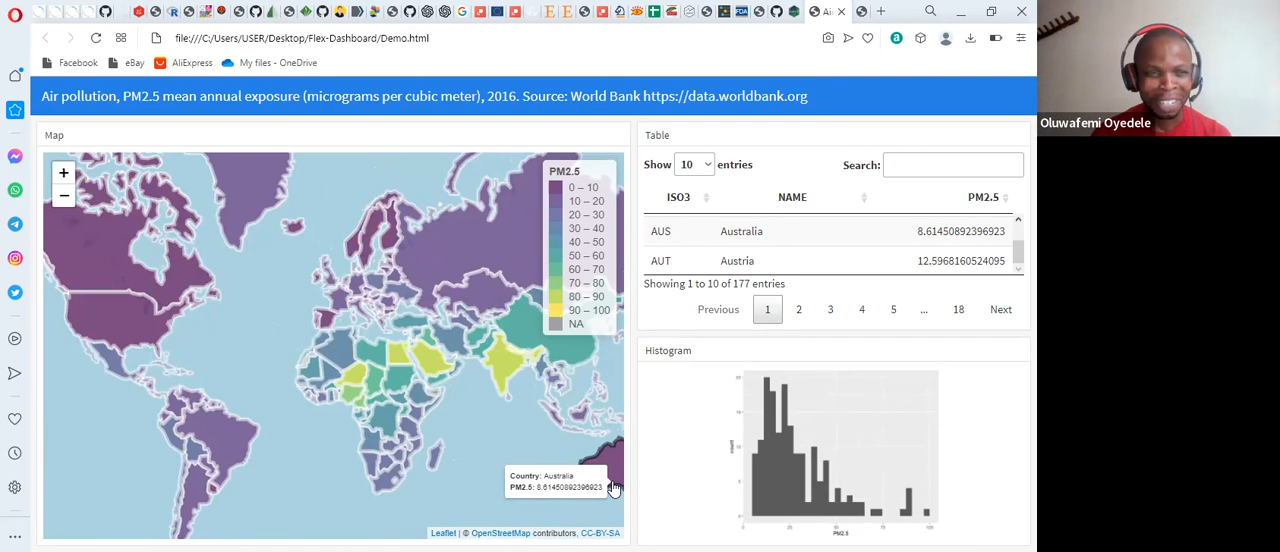 file:///C:/Users/USER/Desktop/Flex-Dashboard/Demo.html
Facebook
eBay
AliExpress
My files - OneDrive
Oluwafemi Oyedele
Air pollution, PM2.5 mean annual exposure (micrograms per cubic meter), 2016. Source: World Bank https://data.worldbank.org
Map
+
−
PM2.5
0 – 10
10 – 20
20 – 30
30 – 40
40 – 50
50 – 60
60 – 70
70 – 80
80 – 90
90 – 100
NA
Country: Australia
PM2.5: 8.61450892396923
Leaflet | © OpenStreetMap contributors, CC-BY-SA
Table
Show 10 entries
Search:
ISO3 NAME PM2.5
AUS Australia 8.61450892396923
AUT Austria 12.5968160524095
Showing 1 to 10 of 177 entries
Previous 1 2 3 4 5 ... 18 Next
Histogram
count
PM2.5